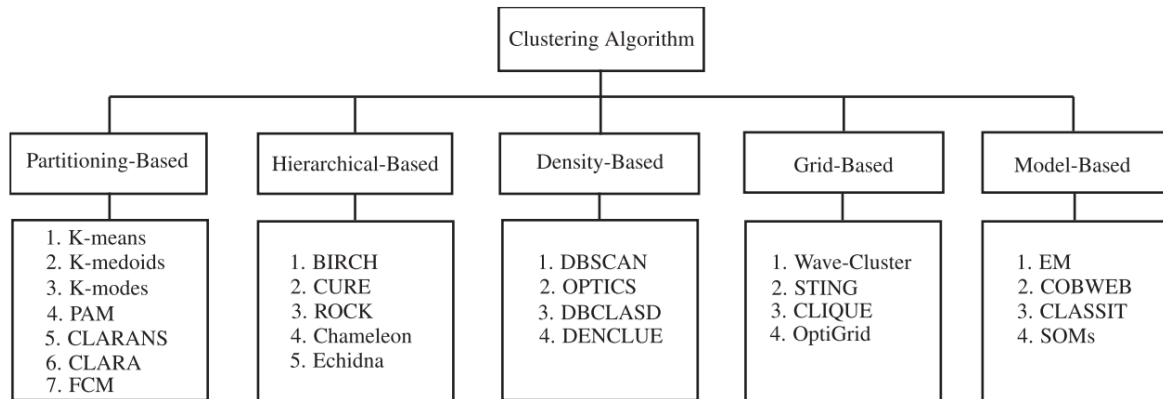 Clustering Algorithm
Partitioning-Based
Hierarchical-Based
Density-Based
Grid-Based
Model-Based
1. K-means
2. K-medoids
3. K-modes
4. PAM
5. CLARANS
6. CLARA
7. FCM
1. BIRCH
2. CURE
3. ROCK
4. Chameleon
5. Echidna
1. DBSCAN
2. OPTICS
3. DBCLASD
4. DENCLUE
1. Wave-Cluster
2. STING
3. CLIQUE
4. OptiGrid
1. EM
2. COBWEB
3. CLASSIT
4. SOMs